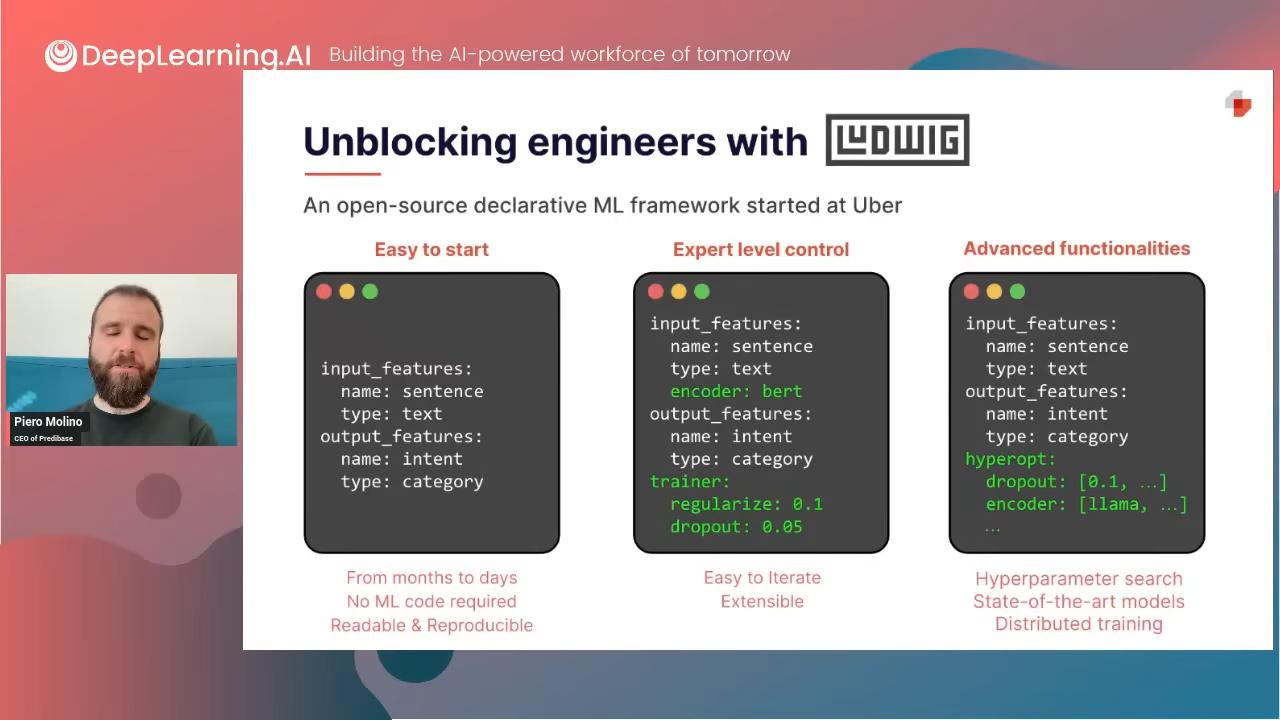 DeepLearning.AI Building the AI-powered workforce of tomorrow
Unblocking engineers with LUDWIG
An open-source declarative ML framework started at Uber
Easy to start
input_features:
name: sentence
type: text
output_features:
name: intent
type: category
From months to days
No ML code required
Readable & Reproducible
Expert level control
input_features:
name: sentence
type: text
encoder: bert
output_features:
name: intent
type: category
trainer:
regularize: 0.1
dropout: 0.05
Easy to Iterate
Extensible
Advanced functionalities
input_features:
name: sentence
type: text
output_features:
name: intent
type: category
hyperopt:
dropout: [0.1, …]
encoder: [llama, …]
…
Hyperparameter search
State-of-the-art models
Distributed training
Piero Molino
CEO of Predibase